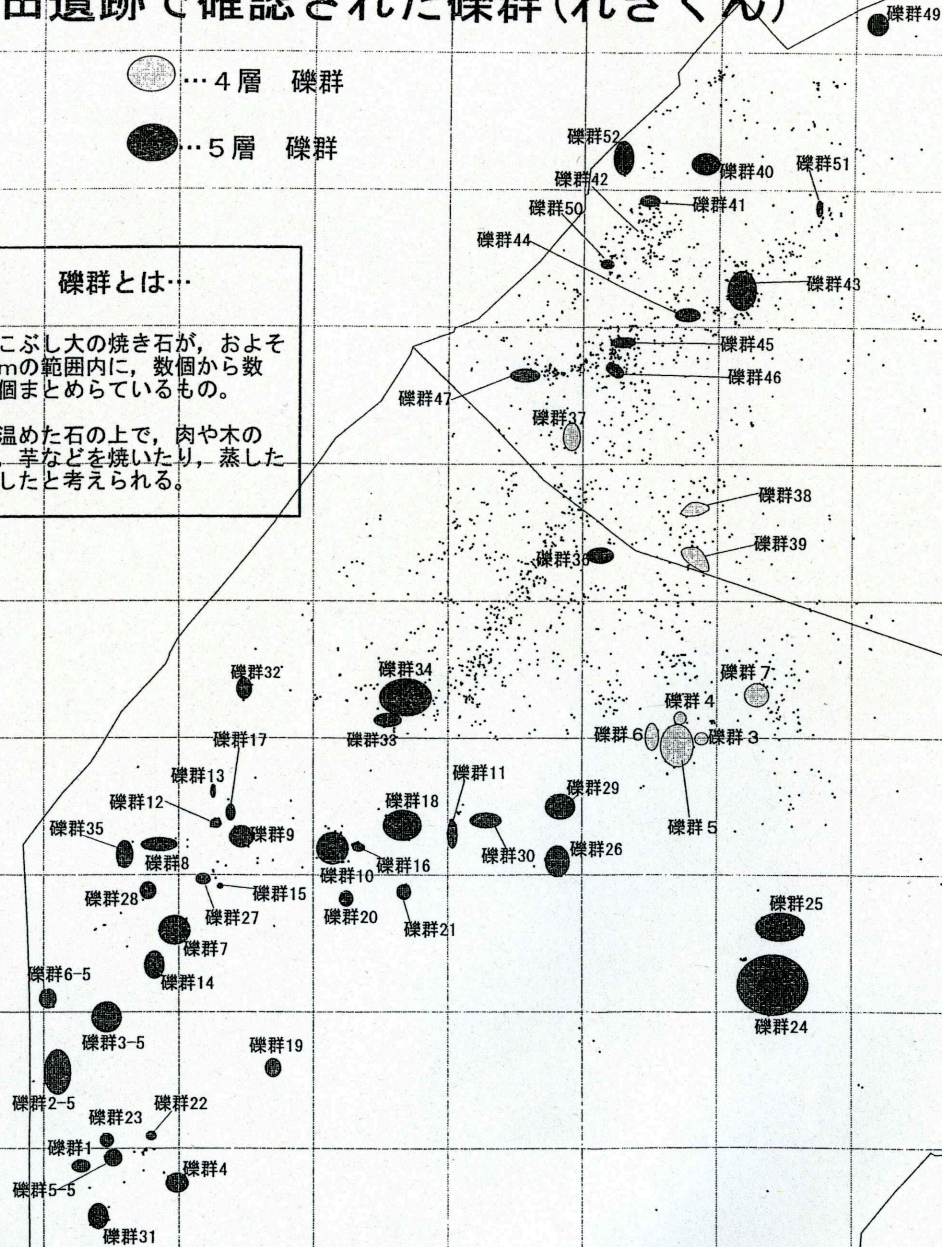 田遺跡で確認された礫群(れきぐん)
…４層　礫群
…５層　礫群
礫群とは…
こぶし大の焼き石が，およそ
mの範囲内に，数個から数
個まとめらているもの。
温めた石の上で，肉や木の
，芋などを焼いたり，蒸した
したと考えられる。
礫群49
礫群52
礫群40
礫群51
礫群42
礫群41
礫群50
礫群44
礫群43
礫群45
礫群46
礫群47
礫群37
礫群38
礫群39
礫群36
礫群32
礫群34
礫群33
礫群７
礫群４
礫群６
礫群３
礫群５
礫群17
礫群13
礫群12
礫群11
礫群29
礫群18
礫群35
礫群9
礫群8
礫群30
礫群26
礫群16
礫群10
礫群28
礫群15
礫群27
礫群20
礫群21
礫群25
礫群7
礫群14
礫群6-5
礫群24
礫群3-5
礫群19
礫群2-5
礫群22
礫群23
礫群1
礫群4
礫群5-5
礫群31